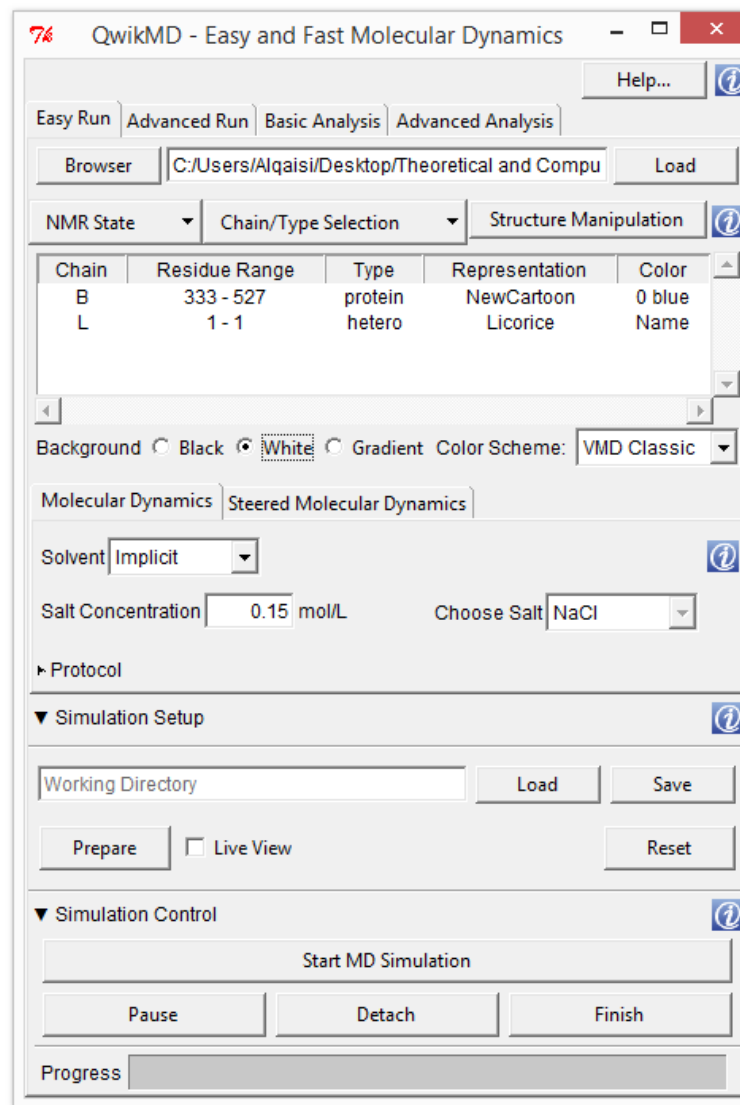 QwikMD - Easy and Fast Molecular Dynamics
Help...
Easy Run Advanced Run Basic Analysis Advanced Analysis
Browser C:/Users/Alqaisi/Desktop/Theoretical and Compu Load
NMR State Chain/Type Selection Structure Manipulation
Chain Residue Range Type Representation Color
B 333 - 527 protein NewCartoon 0 blue
L 1 - 1 hetero Licorice Name
Background Black White Gradient Color Scheme: VMD Classic
Molecular Dynamics Steered Molecular Dynamics
Solvent Implicit
Salt Concentration 0.15 mol/L Choose Salt NaCl
Protocol
Simulation Setup
Working Directory Load Save
Prepare Live View Reset
Simulation Control
Start MD Simulation
Pause Detach Finish
Progress